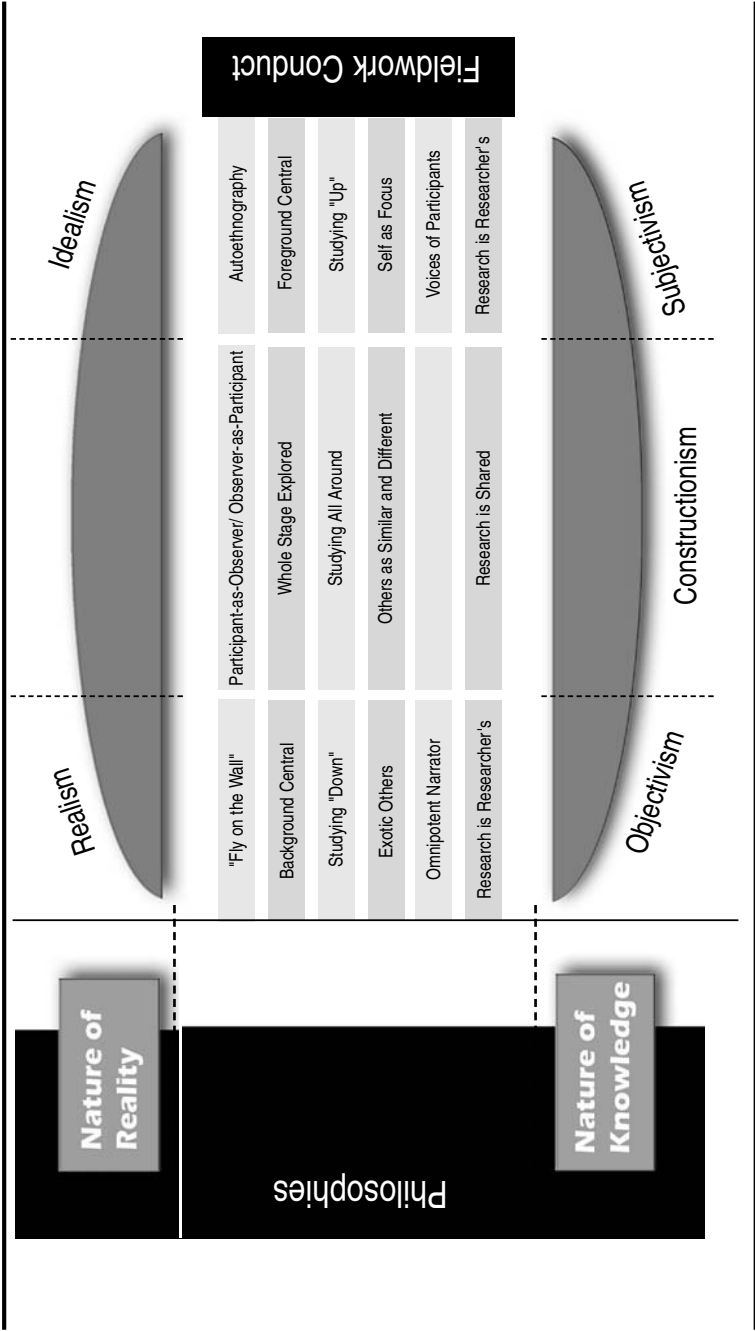 Nature of
Reality
Realism
Idealism
Philosophies
"Fly on the Wall"
Participant-as-Observer/ Observer-as-Participant
Autoethnography
Background Central
Whole Stage Explored
Foreground Central
Studying "Down"
Studying All Around
Studying "Up"
Exotic Others
Others as Similar and Different
Self as Focus
Omnipotent Narrator
Voices of Participants
Research is Researcher's
Research is Shared
Research is Researcher's
Fieldwork Conduct
Nature of
Knowledge
Objectivism
Constructionism
Subjectivism